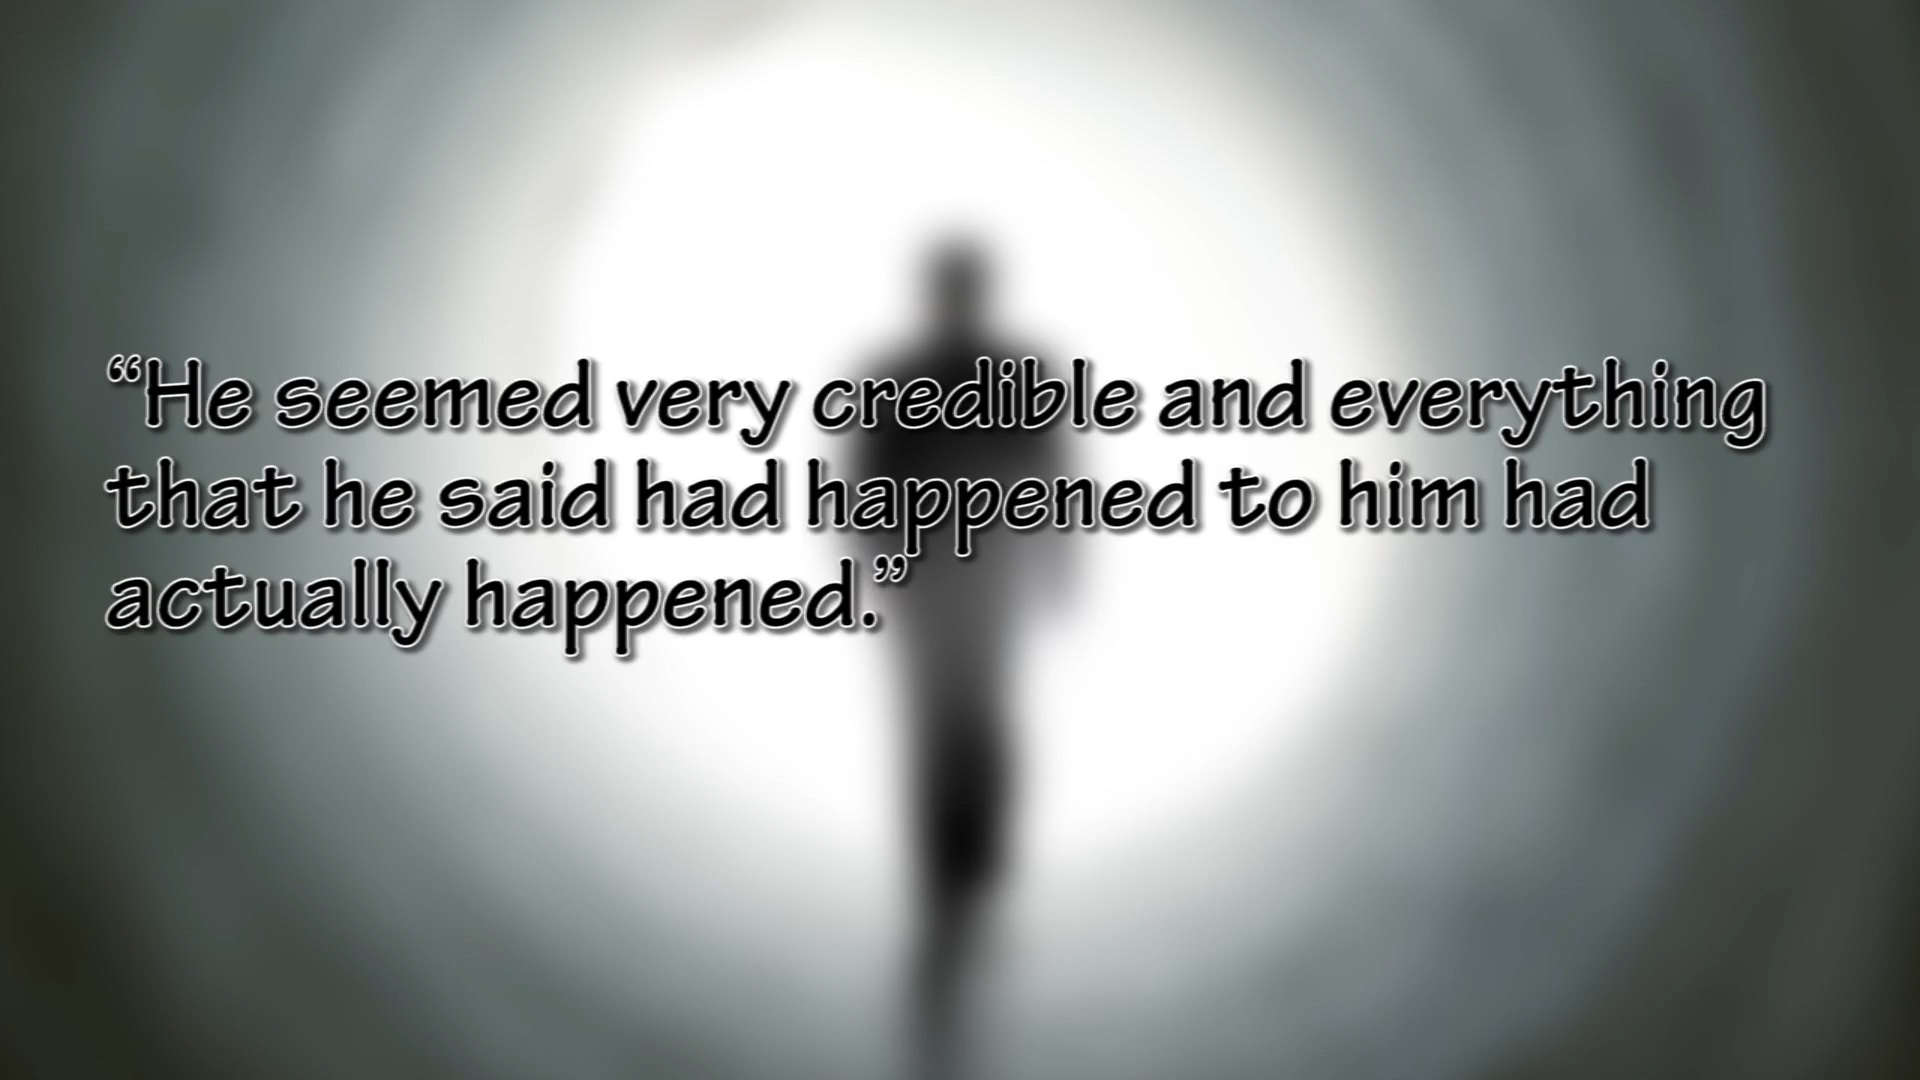 “He seemed very credible and everything
that he said had happened to him had
actually happened.”